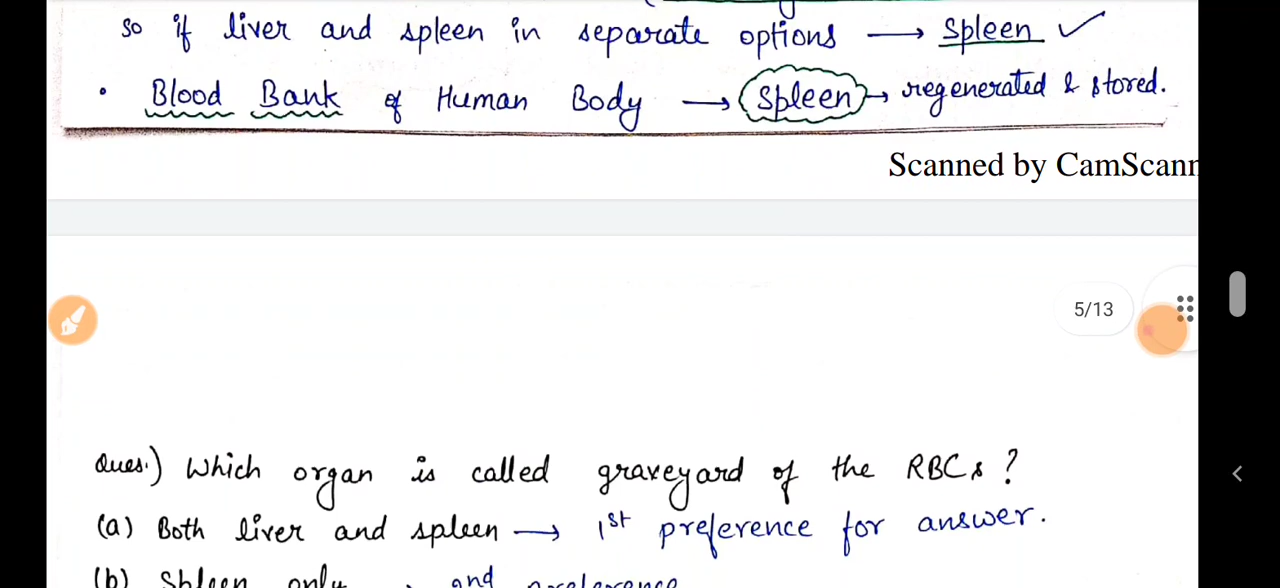 so if liver and spleen in separate options → Spleen ✓
• Blood Bank of Human Body → Spleen → regenerated & stored.
Scanned by CamScann
5/13
Ques.) Which organ is called graveyard of the RBCs?
(a) Both liver and spleen → 1st preference for answer.
(b) Spleen only